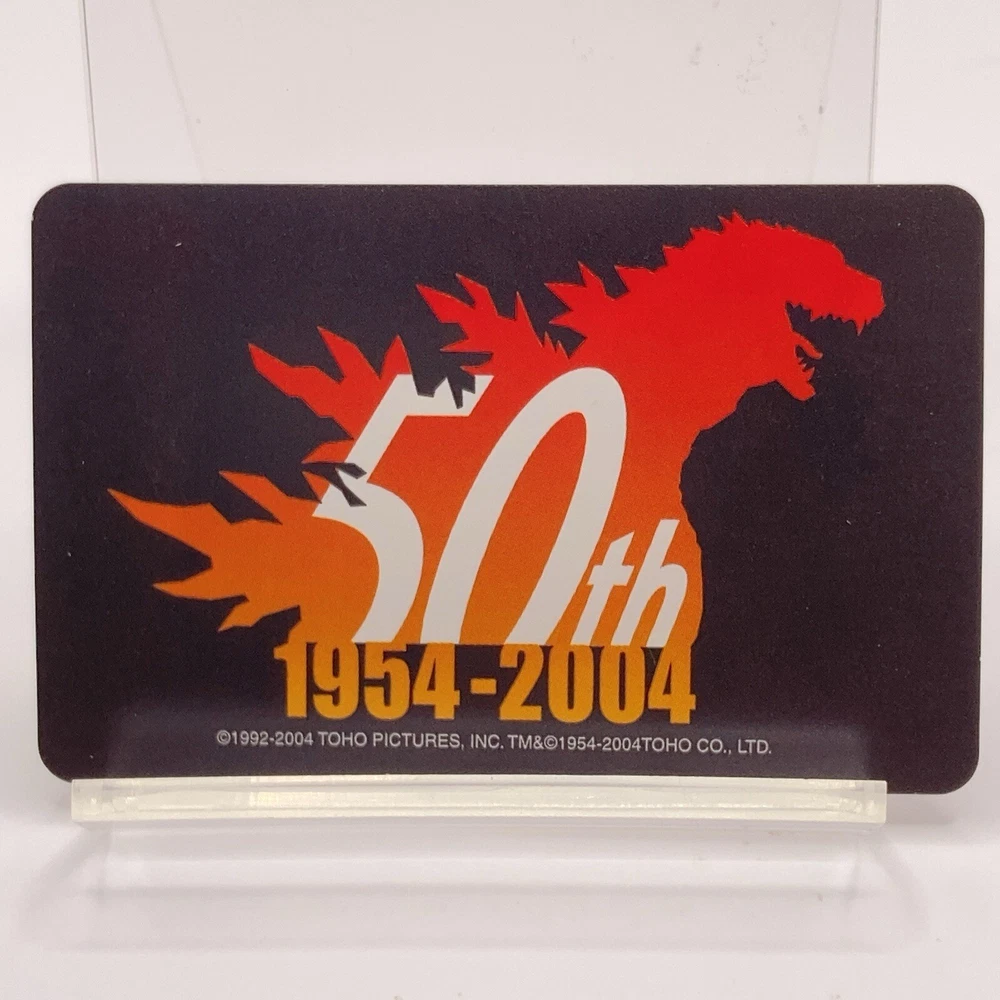 50th
1954-2004
©1992-2004 TOHO PICTURES, INC. TM&©1954-2004TOHO CO., LTD.